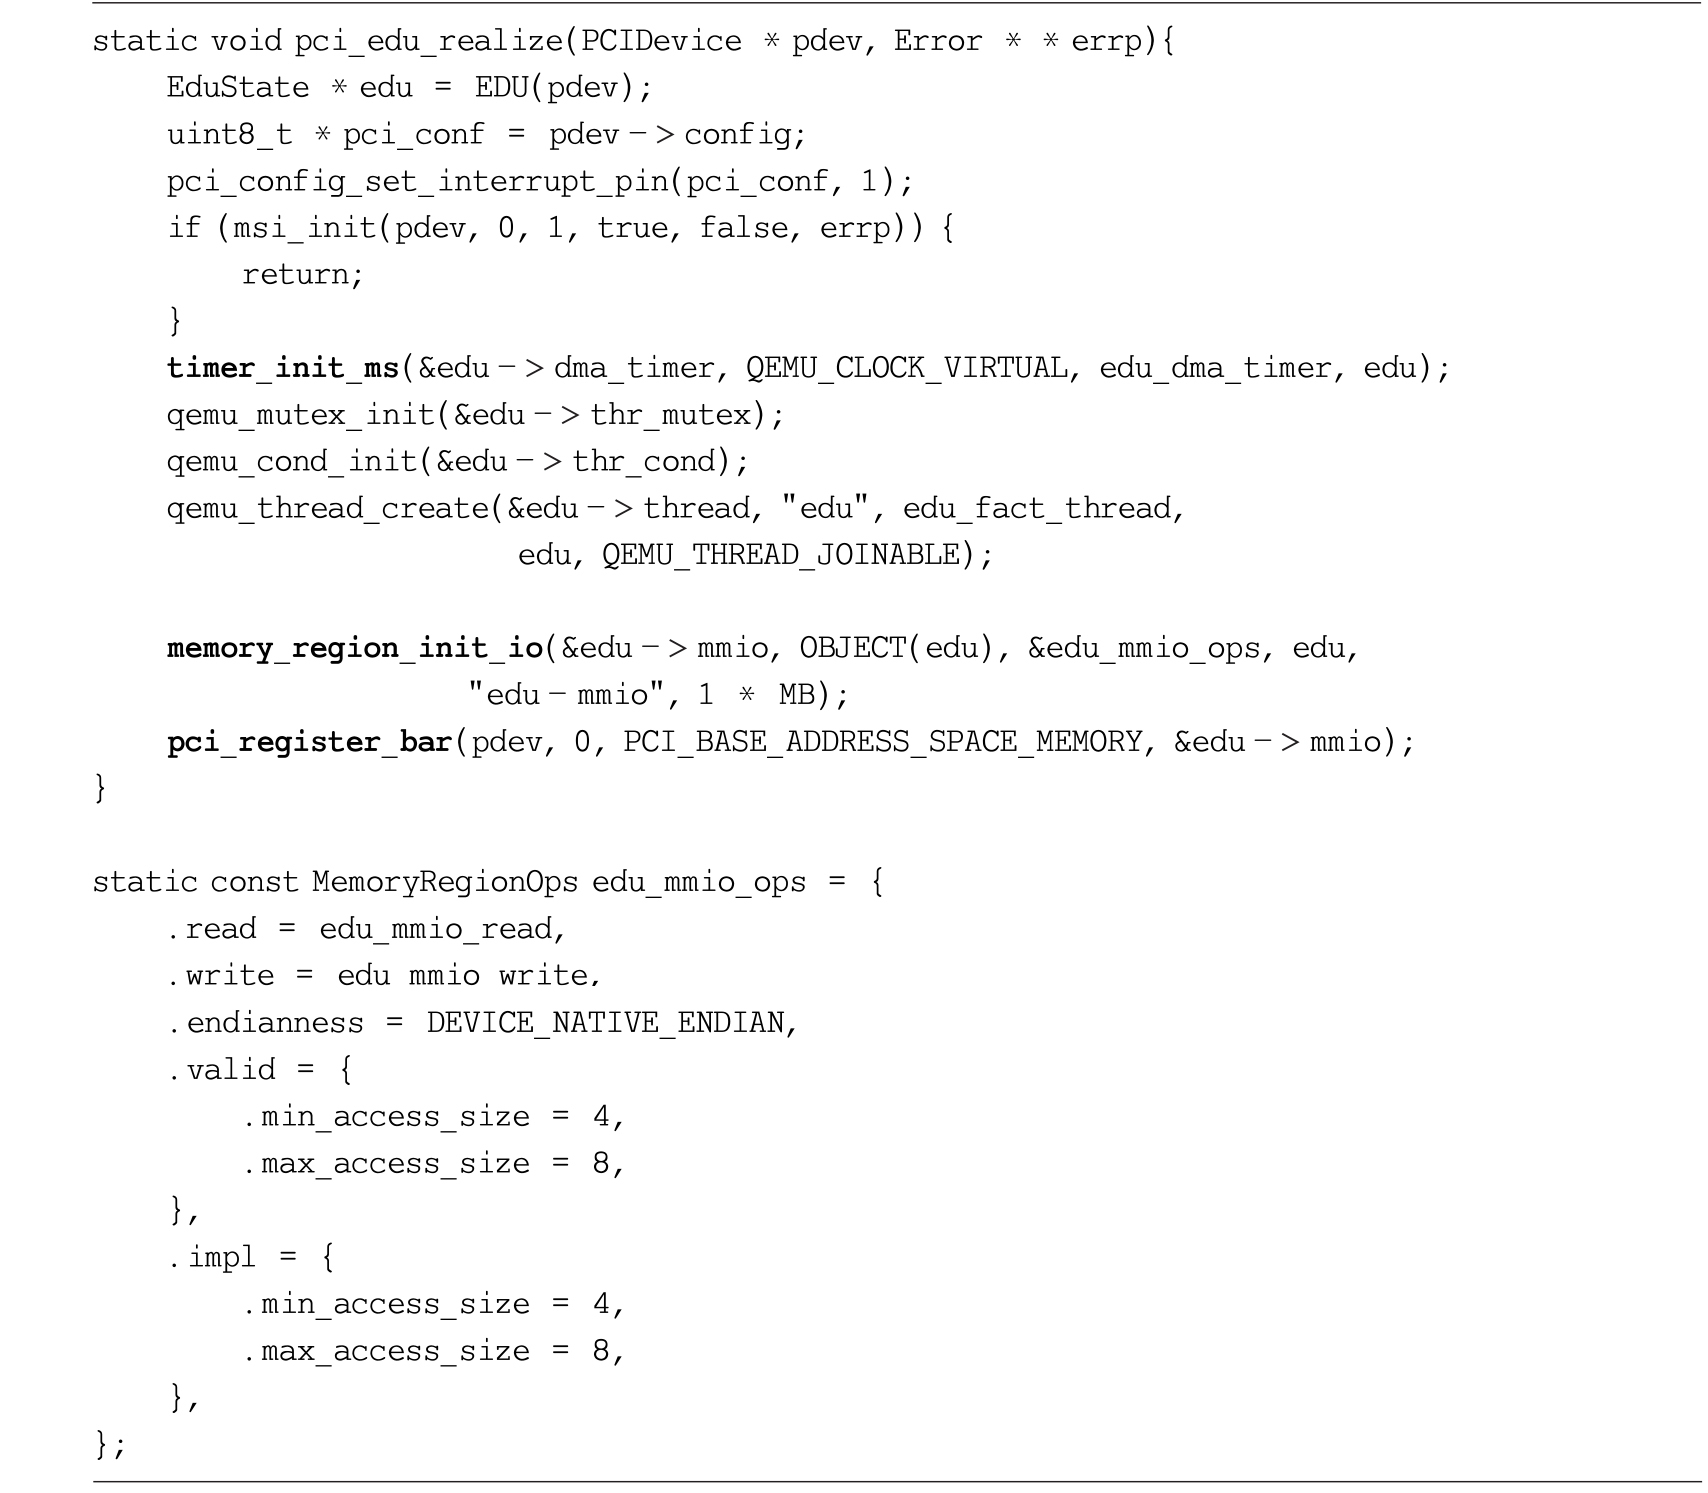 static void pci_edu_realize(PCIDevice * pdev, Error * * errp){
    EduState * edu = EDU(pdev);
    uint8_t * pci_conf = pdev->config;
    pci_config_set_interrupt_pin(pci_conf, 1);
    if (msi_init(pdev, 0, 1, true, false, errp)) {
        return;
    }
    timer_init_ms(&edu->dma_timer, QEMU_CLOCK_VIRTUAL, edu_dma_timer, edu);
    qemu_mutex_init(&edu->thr_mutex);
    qemu_cond_init(&edu->thr_cond);
    qemu_thread_create(&edu->thread, "edu", edu_fact_thread,
                       edu, QEMU_THREAD_JOINABLE);
    memory_region_init_io(&edu->mmio, OBJECT(edu), &edu_mmio_ops, edu,
                    "edu-mmio", 1 * MB);
    pci_register_bar(pdev, 0, PCI_BASE_ADDRESS_SPACE_MEMORY, &edu->mmio);
}
static const MemoryRegionOps edu_mmio_ops = {
    .read = edu_mmio_read,
    .write = edu mmio write,
    .endianness = DEVICE_NATIVE_ENDIAN,
    .valid = {
        .min_access_size = 4,
        .max_access_size = 8,
    },
    .impl = {
        .min_access_size = 4,
        .max_access_size = 8,
    },
};